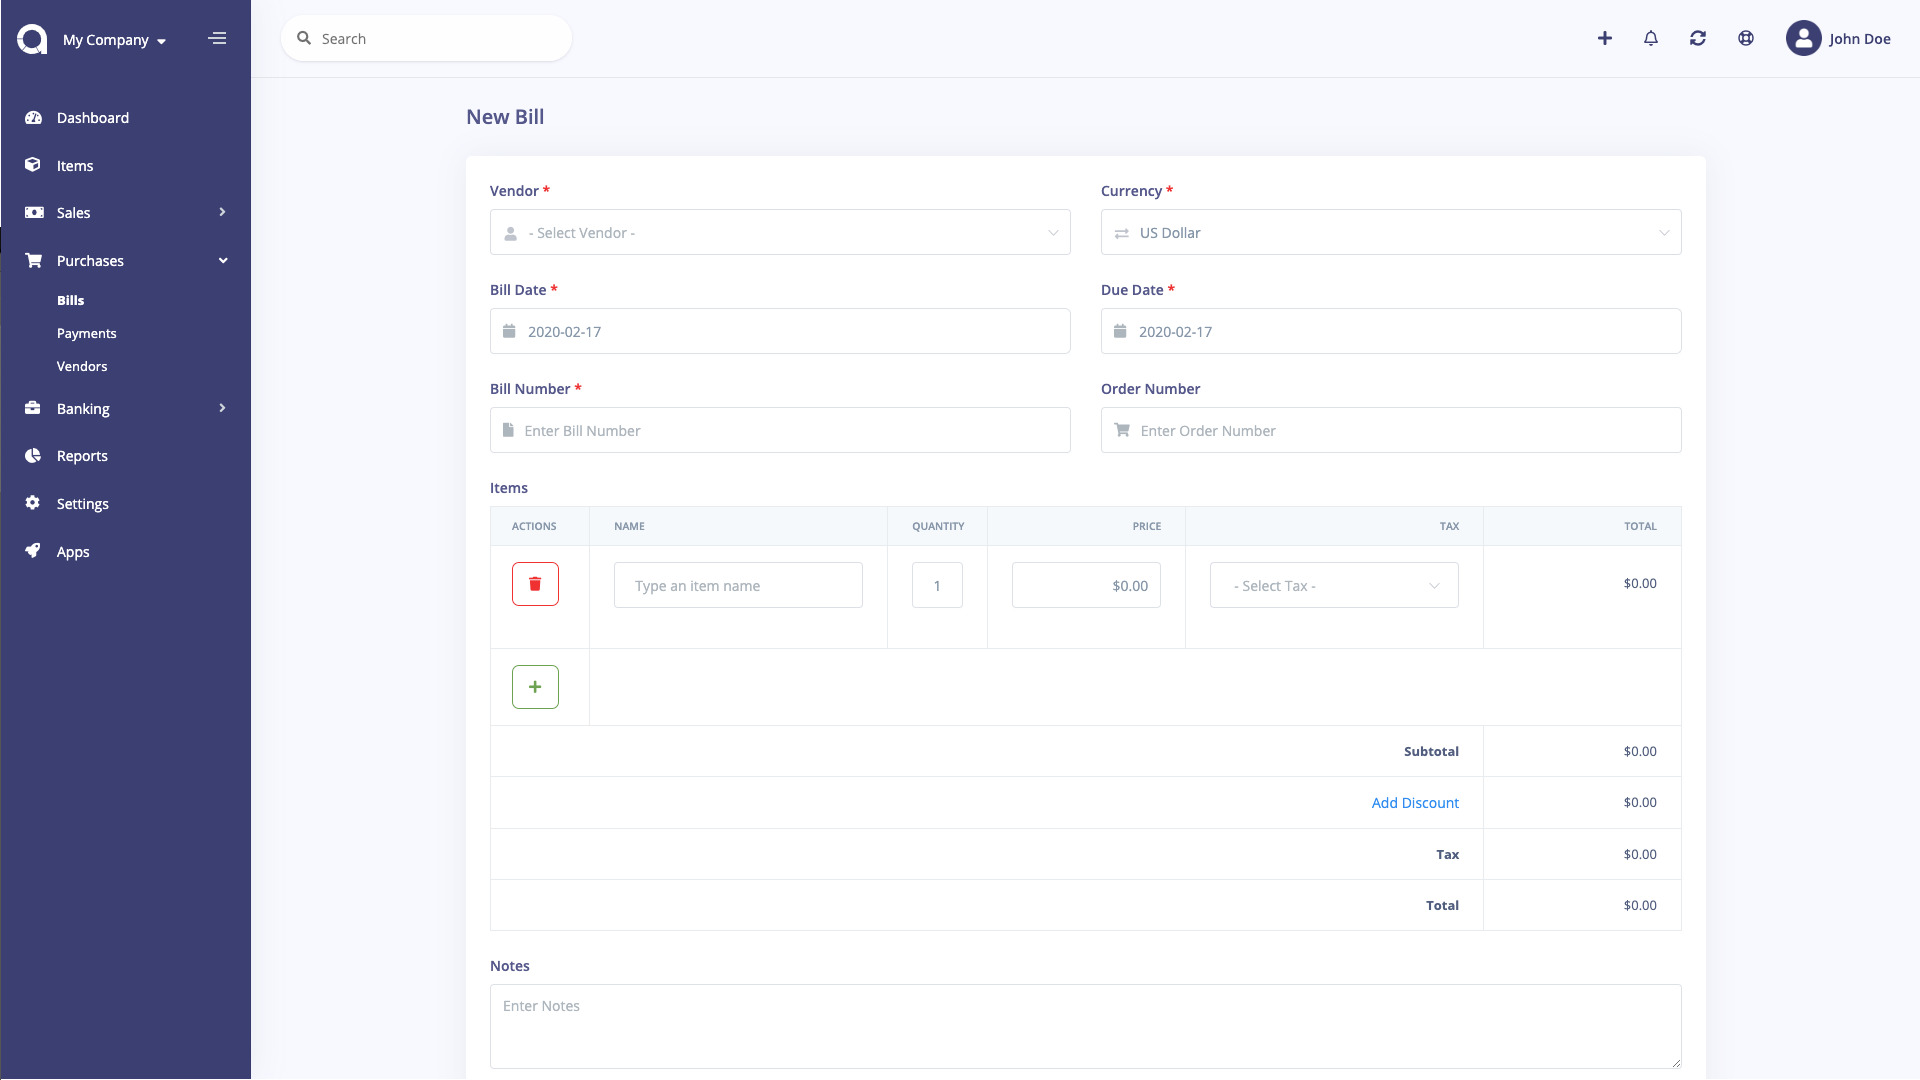 My Company
Search
John Doe
Dashboard
Items
Sales
Purchases
Bills
Payments
Vendors
Banking
Reports
Settings
Apps
New Bill
Vendor * Currency *
- Select Vendor - US Dollar
Bill Date * Due Date *
2020-02-17 2020-02-17
Bill Number * Order Number
Enter Bill Number Enter Order Number
Items
ACTIONS NAME QUANTITY PRICE TAX TOTAL
Type an item name 1 $0.00 - Select Tax - $0.00
Subtotal $0.00
Add Discount $0.00
Tax $0.00
Total $0.00
Notes
Enter Notes